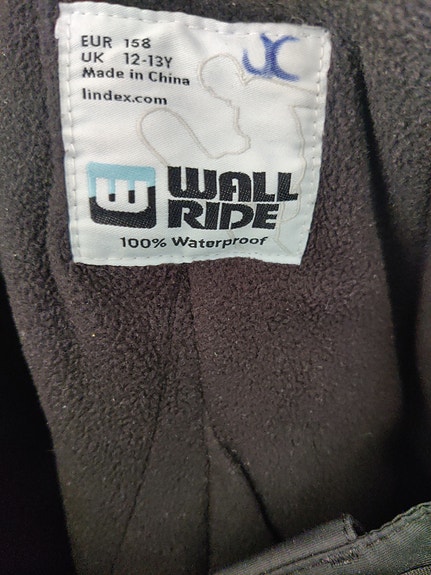 EUR 158
UK 12-13Y
Made in China
lindex.com
JC
WALL
RIDE
100% Waterproof